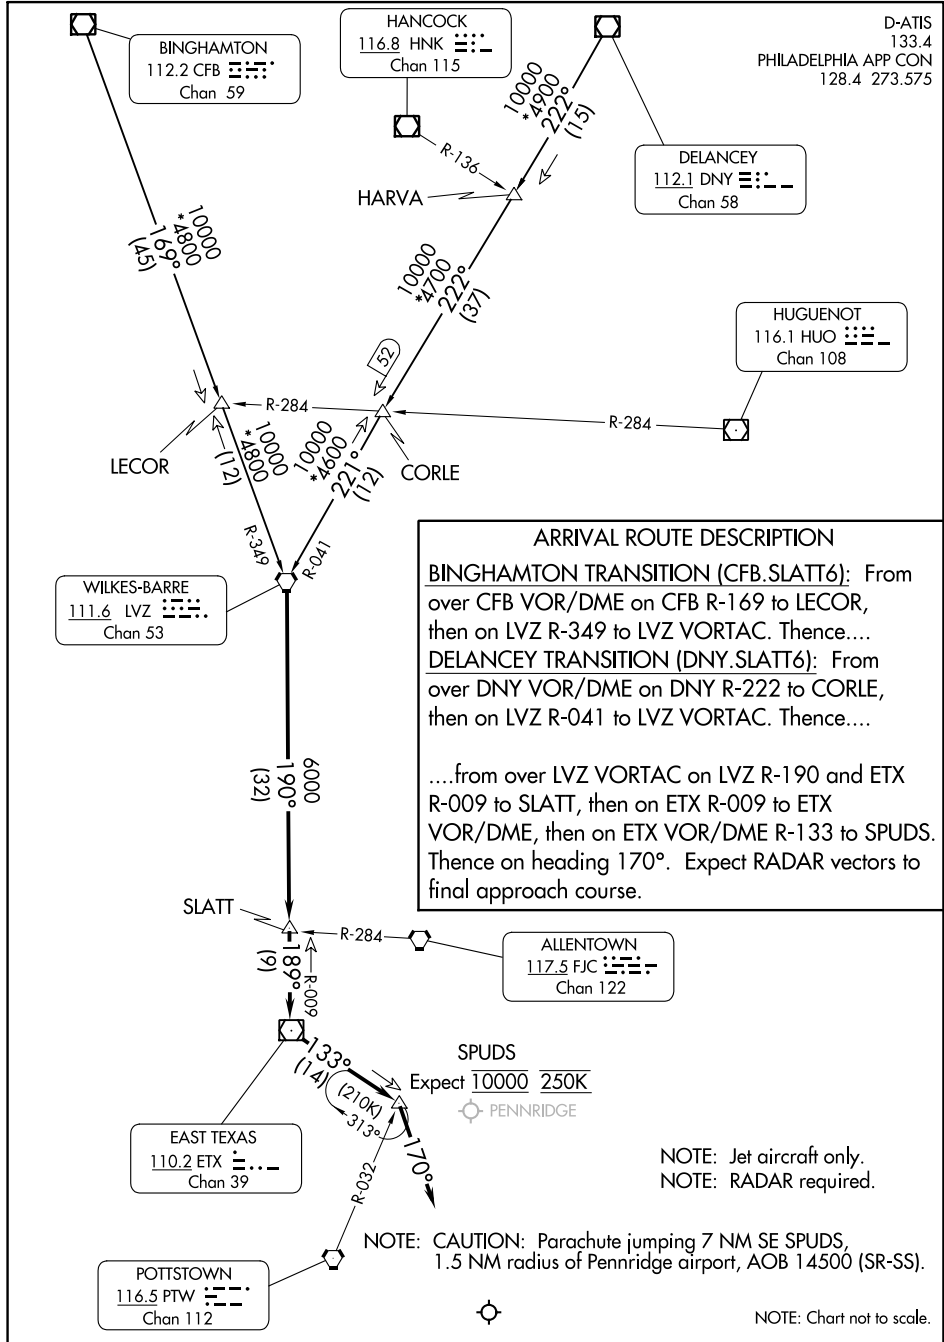 D-ATIS
133.4
PHILADELPHIA APP CON
128.4 273.575
BINGHAMTON
112.2 CFB
Chan 59
HANCOCK
116.8 HNK
Chan 115
10000
*4900
222°
(15)
R-136
DELANCEY
112.1 DNY
Chan 58
HARVA
10000
*4800
169°
(45)
10000
*4700
222°
(37)
HUGUENOT
116.1 HUO
Chan 108
52
R-284
R-284
LECOR
(12)
10000
*4800
10000
*4600
221°
(12)
CORLE
R-349
R-041
WILKES-BARRE
111.6 LVZ
Chan 53
ARRIVAL ROUTE DESCRIPTION
BINGHAMTON TRANSITION (CFB.SLATT6): From
over CFB VOR/DME on CFB R-169 to LECOR,
then on LVZ R-349 to LVZ VORTAC. Thence....
DELANCEY TRANSITION (DNY.SLATT6): From
over DNY VOR/DME on DNY R-222 to CORLE,
then on LVZ R-041 to LVZ VORTAC. Thence....
....from over LVZ VORTAC on LVZ R-190 and ETX
R-009 to SLATT, then on ETX R-009 to ETX
VOR/DME, then on ETX VOR/DME R-133 to SPUDS.
Thence on heading 170°. Expect RADAR vectors to
final approach course.
6000
190°
(32)
SLATT
R-284
ALLENTOWN
117.5 FJC
Chan 122
189°
(9)
R-009
133°
(14)
(210K)
313°
SPUDS
Expect 10000 250K
PENNRIDGE
EAST TEXAS
110.2 ETX
Chan 39
170°
R-032
NOTE: Jet aircraft only.
NOTE: RADAR required.
NOTE: CAUTION: Parachute jumping 7 NM SE SPUDS,
1.5 NM radius of Pennridge airport, AOB 14500 (SR-SS).
POTTSTOWN
116.5 PTW
Chan 112
NOTE: Chart not to scale.